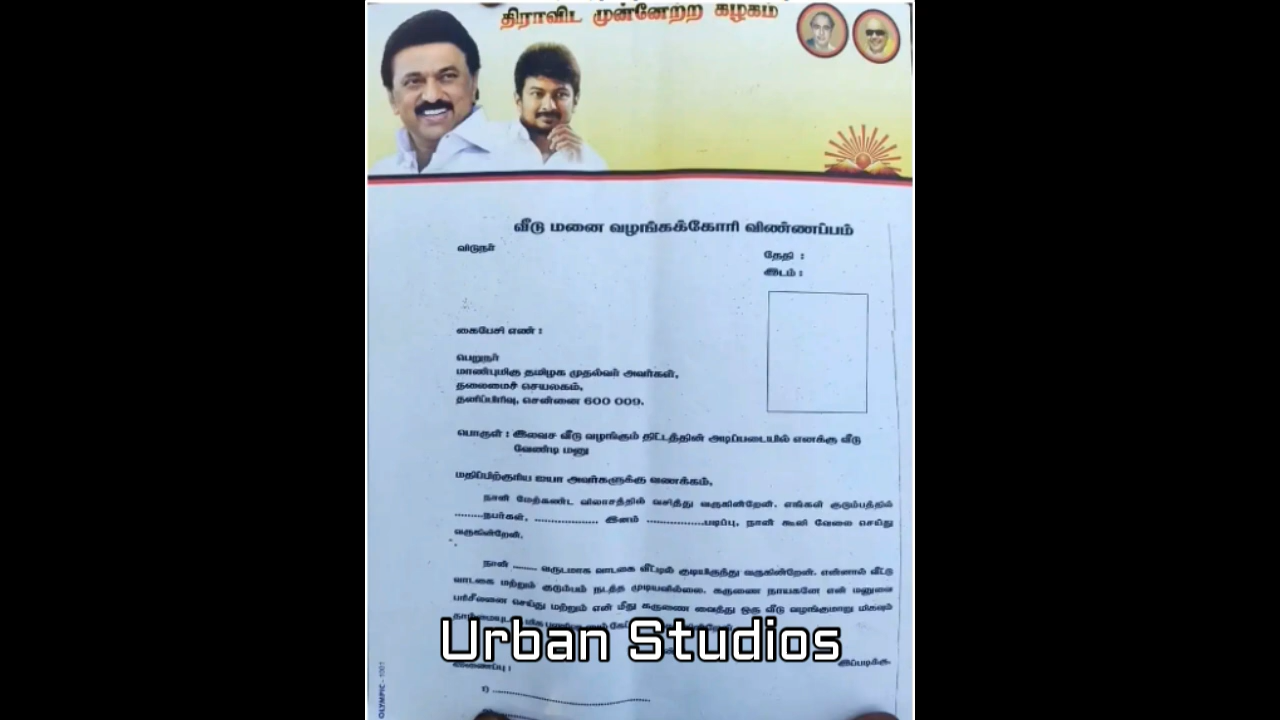 திராவிட முன்னேற்ற கழகம்
வீடு மனை வழங்கக்கோரி விண்ணப்பம்
விடுநர்
தேதி :
இடம் :
கைபேசி எண் :
பெறுநர்
மாண்புமிகு தமிழக முதல்வர் அவர்கள்,
தலைமைச் செயலகம்,
தனிப்பிரிவு, சென்னை 600 009.
பொருள் : இலவச வீடு வழங்கும் திட்டத்தின் அடிப்படையில் எனக்கு வீடு
வேண்டி மனு
மதிப்பிற்குரிய ஐயா அவர்களுக்கு வணக்கம்,
நான் மேற்கண்ட விலாசத்தில் வசித்து வருகின்றேன். எங்கள் குடும்பத்தில்
.........நபர்கள், .................... இனம் ..................படிப்பு, நான் கூலி வேலை செய்து
வருகின்றேன்.
நான் ........ வருடமாக வாடகை வீட்டில் குடியிருந்து வருகின்றேன். என்னால் வீட்டு
வாடகை மற்றும் குடும்பம் நடத்த முடியவில்லை. கருணை நாயகனே என் மனுவை
பரிசீலனை செய்து மற்றும் என் மீது கருணை வைத்து ஒரு வீடு வழங்குமாறு மிகவும்
Urban Studios
இப்படிக்கு,
இணைப்பு :
1) ..................................................
OLYMPIC - 1001